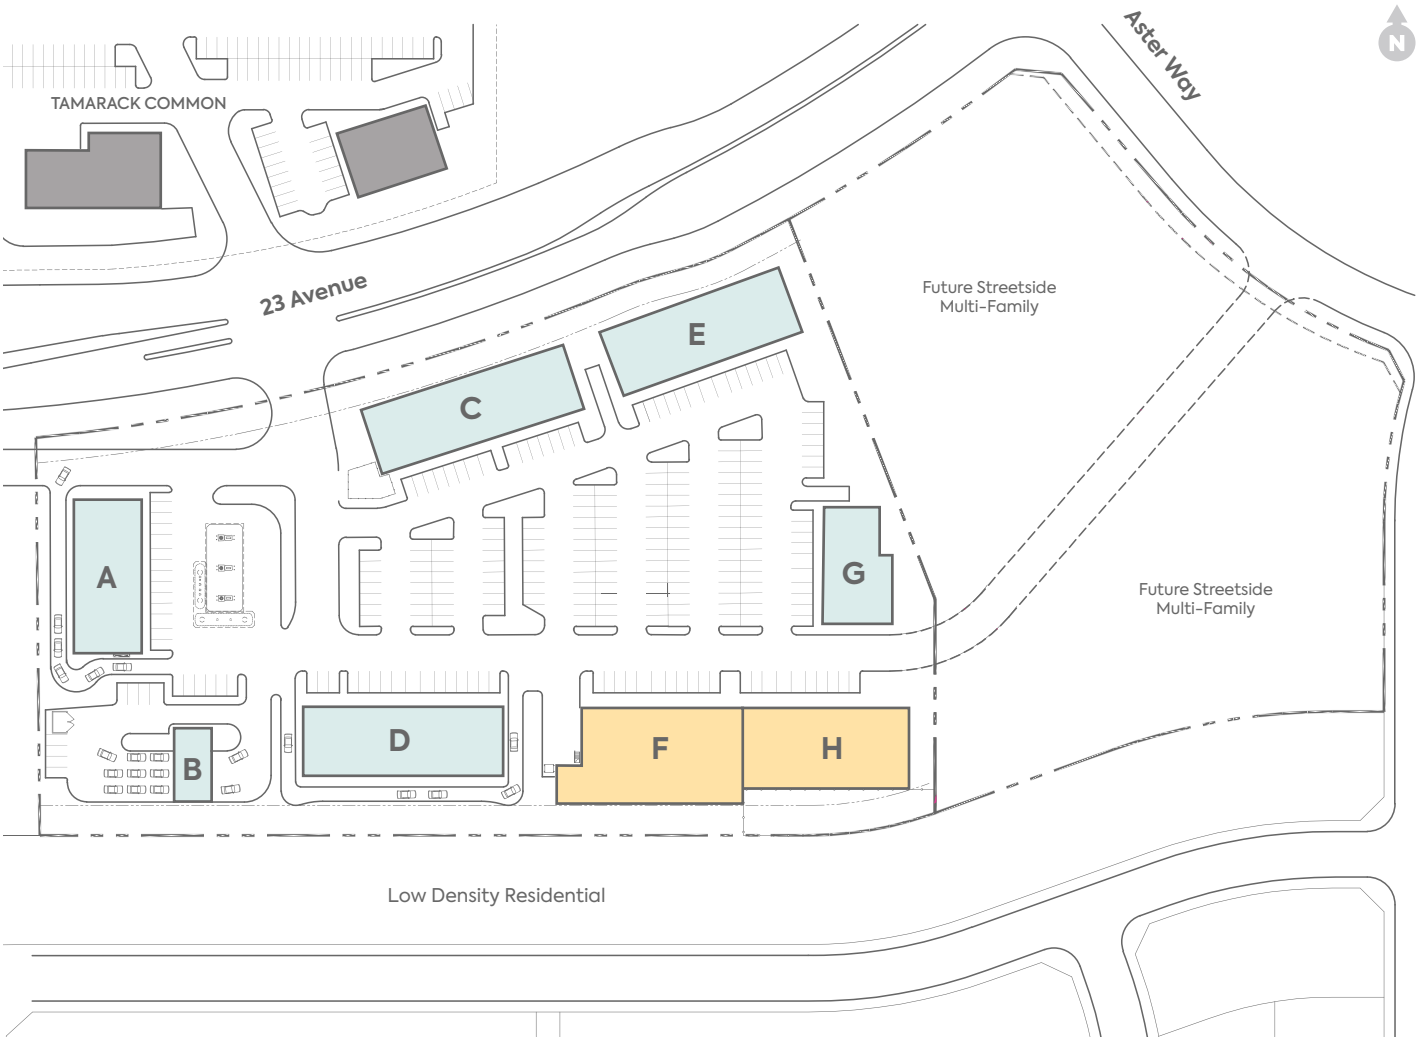 N
Aster Way
TAMARACK COMMON
23 Avenue
Future Streetside
Multi-Family
E
C
A
G
Future Streetside
Multi-Family
D
F
H
B
Low Density Residential